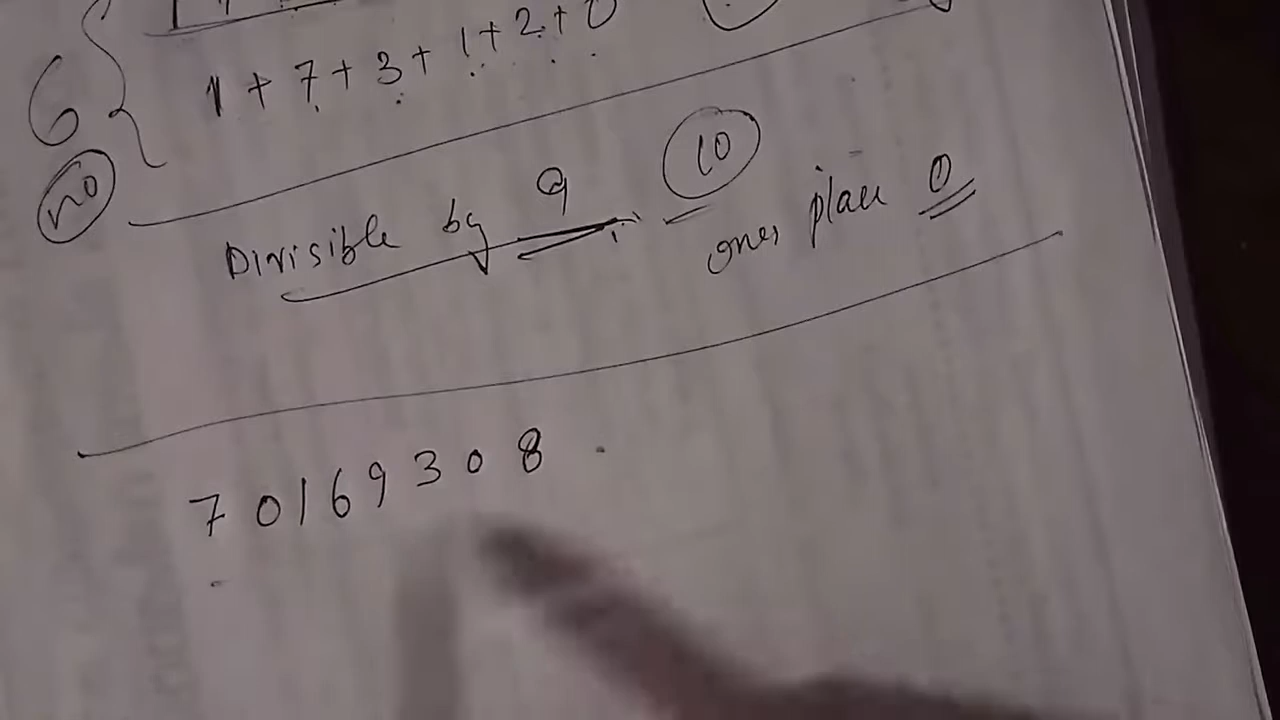 6 { 1 + 7 + 3 + 1 + 2 + 0
no
Divisible by 9 10 ones place 0
7 0 1 6 9 3 0 8 .